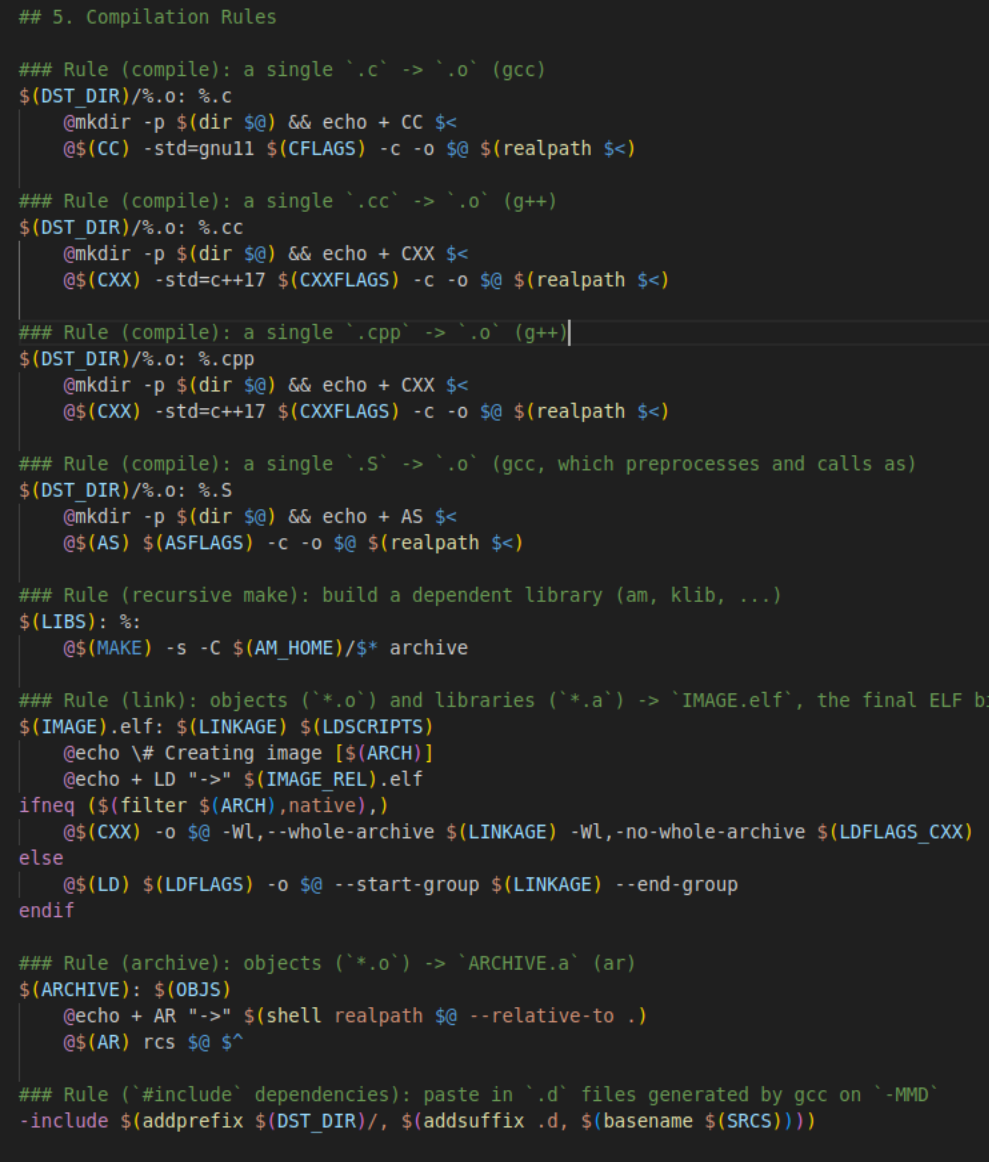 ## 5. Compilation Rules
### Rule (compile): a single `.c` -> `.o` (gcc)
$(DST_DIR)/%.o: %.c
@mkdir -p $(dir $@) && echo + CC $<
@$(CC) -std=gnu11 $(CFLAGS) -c -o $@ $(realpath $<)
### Rule (compile): a single `.cc` -> `.o` (g++)
$(DST_DIR)/%.o: %.cc
@mkdir -p $(dir $@) && echo + CXX $<
@$(CXX) -std=c++17 $(CXXFLAGS) -c -o $@ $(realpath $<)
### Rule (compile): a single `.cpp` -> `.o` (g++)
$(DST_DIR)/%.o: %.cpp
@mkdir -p $(dir $@) && echo + CXX $<
@$(CXX) -std=c++17 $(CXXFLAGS) -c -o $@ $(realpath $<)
### Rule (compile): a single `.S` -> `.o` (gcc, which preprocesses and calls as)
$(DST_DIR)/%.o: %.S
@mkdir -p $(dir $@) && echo + AS $<
@$(AS) $(ASFLAGS) -c -o $@ $(realpath $<)
### Rule (recursive make): build a dependent library (am, klib, ...)
$(LIBS): %:
@$(MAKE) -s -C $(AM_HOME)/$* archive
### Rule (link): objects (`*.o`) and libraries (`*.a`) -> `IMAGE.elf`, the final ELF
$(IMAGE).elf: $(LINKAGE) $(LDSCRIPTS)
@echo \# Creating image [$(ARCH)]
@echo + LD "->" $(IMAGE_REL).elf
ifneq ($(filter $(ARCH),native),)
@$(CXX) -o $@ -Wl,--whole-archive $(LINKAGE) -Wl,-no-whole-archive $(LDFLAGS_CXX)
else
@$(LD) $(LDFLAGS) -o $@ --start-group $(LINKAGE) --end-group
endif
### Rule (archive): objects (`*.o`) -> `ARCHIVE.a` (ar)
$(ARCHIVE): $(OBJS)
@echo + AR "->" $(shell realpath $@ --relative-to .)
@$(AR) rcs $@ $^
### Rule (`#include` dependencies): paste in `.d` files generated by gcc on `-MMD`
-include $(addprefix $(DST_DIR)/, $(addsuffix .d, $(basename $(SRCS))))